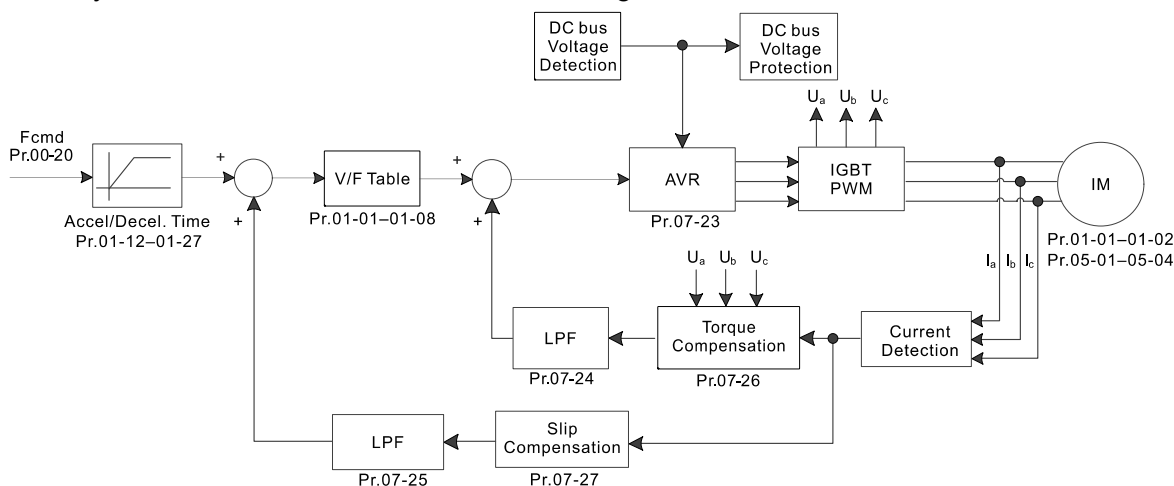 DC bus
Voltage
Detection
DC bus
Voltage
Protection
Ua Ub Uc
Fcmd
Pr.00-20
+
+
V/F Table
+
+
AVR
IGBT
PWM
IM
Accel/Decel. Time
Pr.01-12–01-27
Pr.01-01–01-08
Pr.07-23
Pr.01-01–01-02
Pr.05-01–05-04
Ua Ub Uc
Ia Ib Ic
LPF
Torque
Compensation
Current
Detection
Pr.07-24
Pr.07-26
LPF
Slip
Compensation
Pr.07-25
Pr.07-27